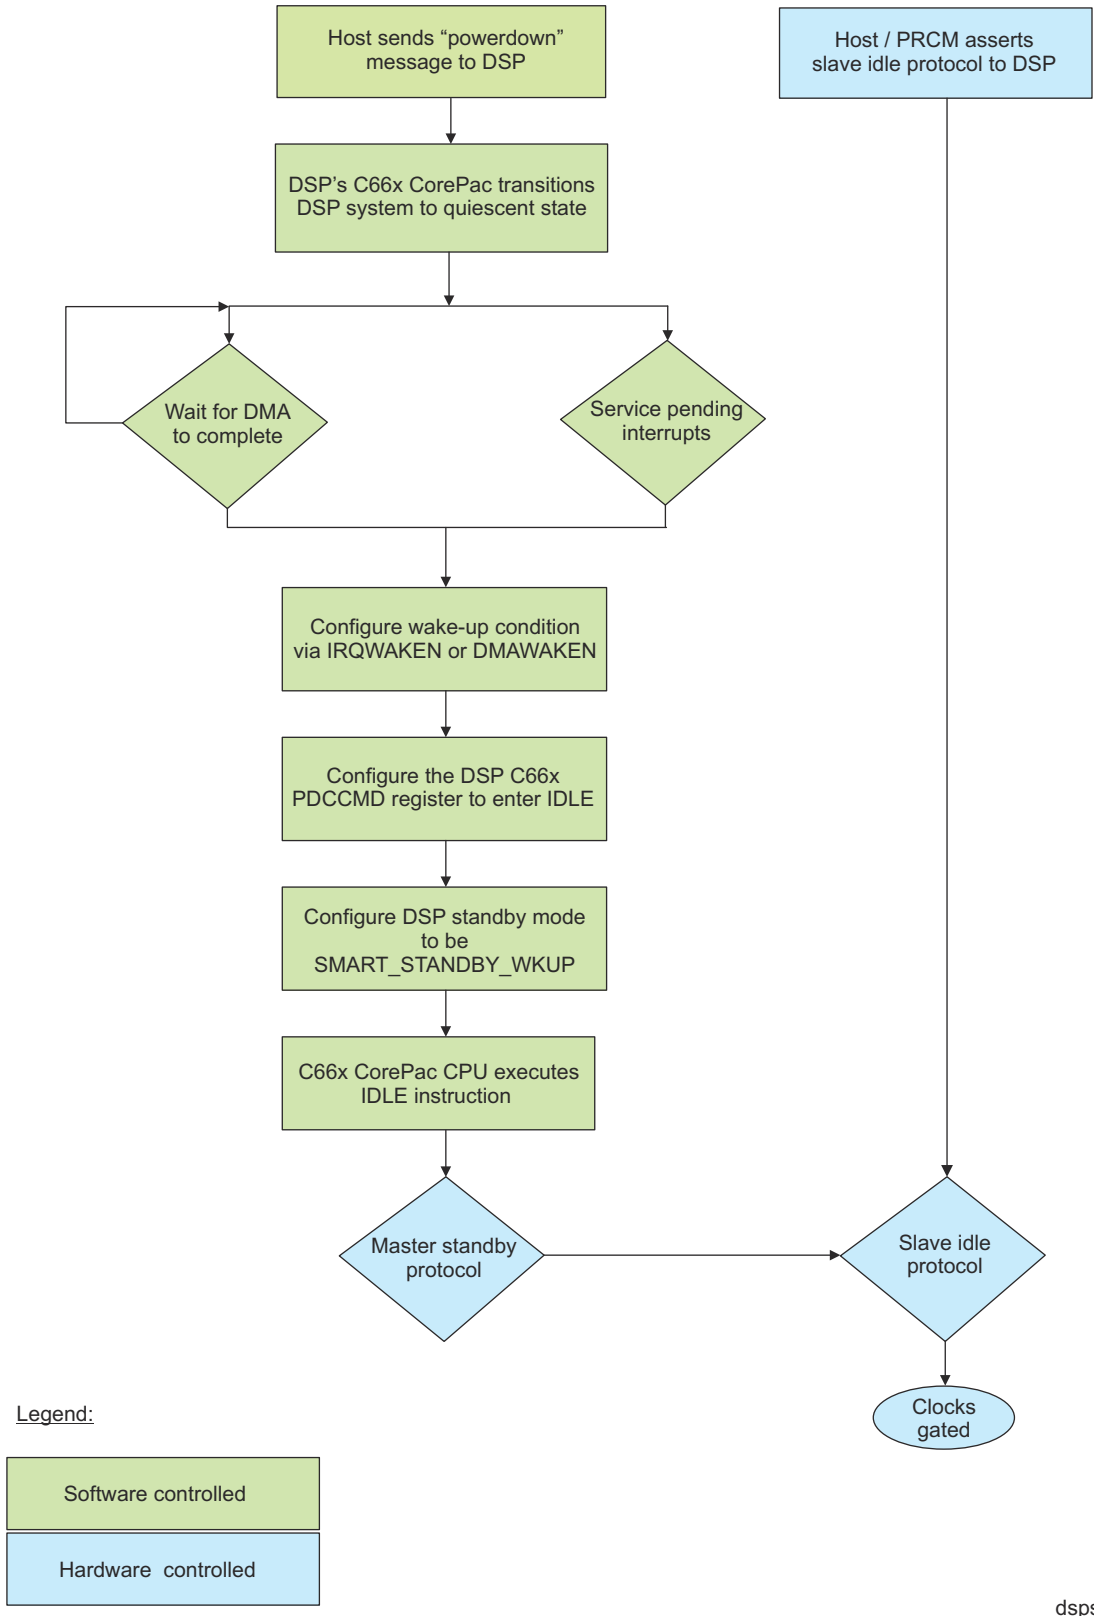 Host sends “powerdown”
message to DSP
Host / PRCM asserts
slave idle protocol to DSP
DSP's C66x CorePac transitions
DSP system to quiescent state
Wait for DMA
to complete
Service pending
interrupts
Configure wake-up condition
via IRQWAKEN or DMAWAKEN
Configure the DSP C66x
PDCCMD register to enter IDLE
Configure DSP standby mode
to be
SMART_STANDBY_WKUP
C66x CorePac CPU executes
IDLE instruction
Master standby
protocol
Slave idle
protocol
Clocks
gated
Legend:
Software controlled
Hardware controlled